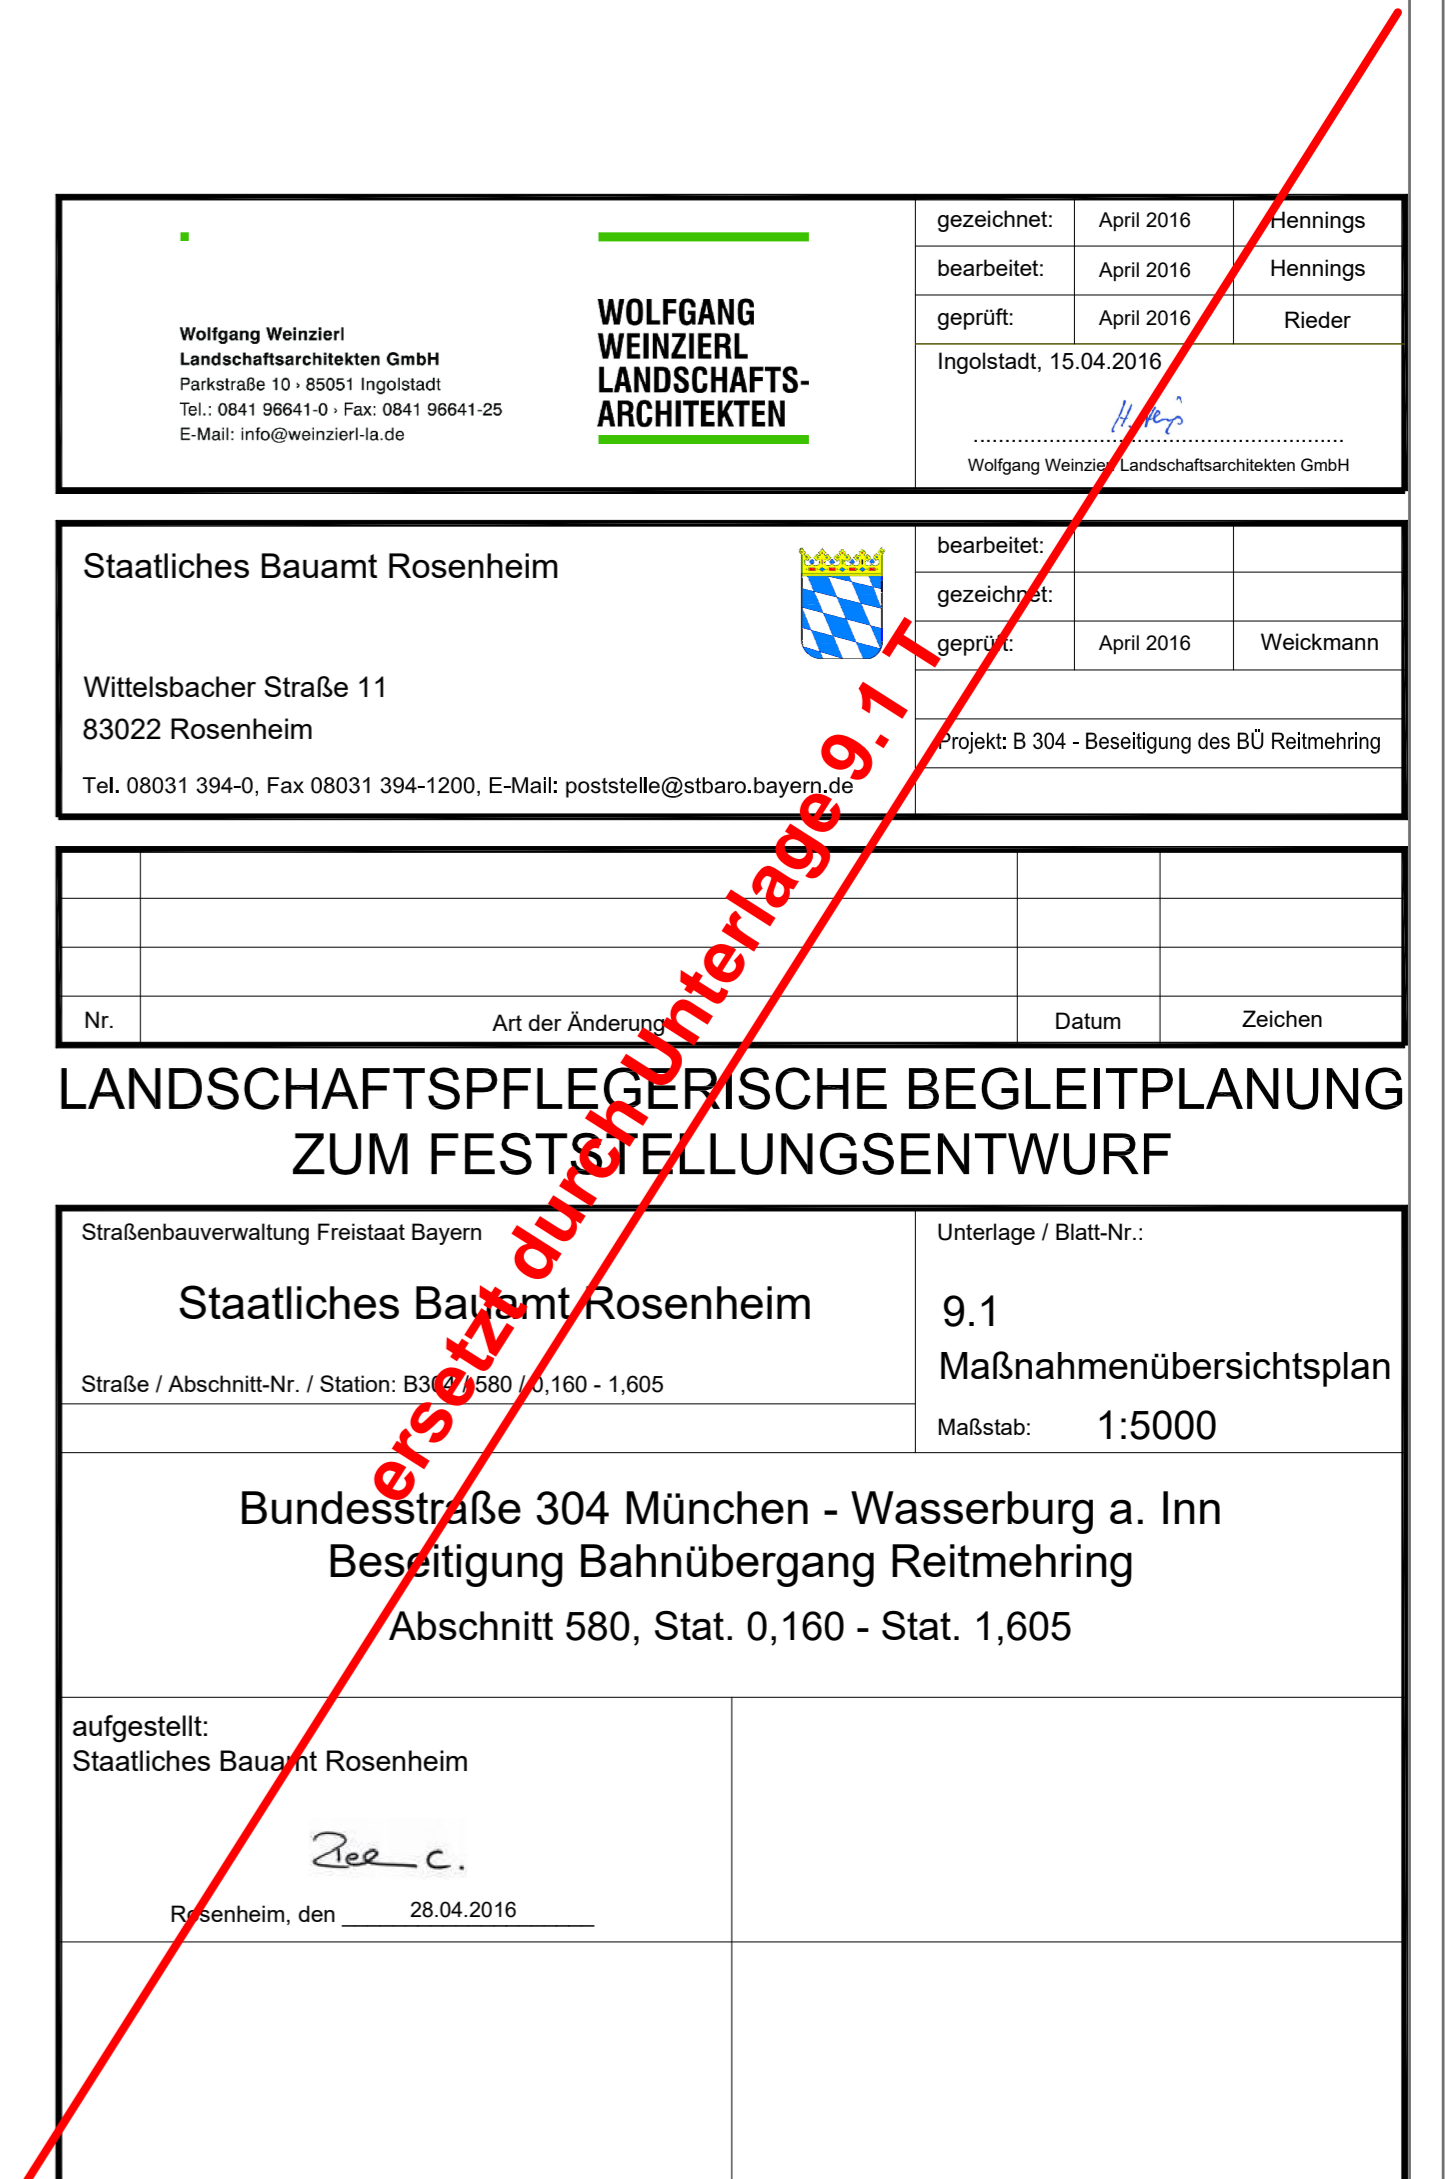 Wolfgang Weinzierl
Landschaftsarchitekten GmbH
Parkstraße 10 › 85051 Ingolstadt
Tel.: 0841 96641-0 › Fax: 0841 96641-25
E-Mail: info@weinzierl-la.de
WOLFGANG
WEINZIERL
LANDSCHAFTS-
ARCHITEKTEN
gezeichnet: April 2016 Hennings
bearbeitet: April 2016 Hennings
geprüft: April 2016 Rieder
Ingolstadt, 15.04.2016
Wolfgang Weinzierl Landschaftsarchitekten GmbH
Staatliches Bauamt Rosenheim
Wittelsbacher Straße 11
83022 Rosenheim
Tel. 08031 394-0, Fax 08031 394-1200, E-Mail: poststelle@stbaro.bayern.de
bearbeitet:
gezeichnet:
geprüft: April 2016 Weickmann
Projekt: B 304 - Beseitigung des BÜ Reitmehring
Nr. Art der Änderung Datum Zeichen
LANDSCHAFTSPFLEGERISCHE BEGLEITPLANUNG
ZUM FESTSTELLUNGSENTWURF
Straßenbauverwaltung Freistaat Bayern
Staatliches Bauamt Rosenheim
Straße / Abschnitt-Nr. / Station: B304 / 580 / 0,160 - 1,605
Unterlage / Blatt-Nr.:
9.1
Maßnahmenübersichtsplan
Maßstab: 1:5000
Bundesstraße 304 München - Wasserburg a. Inn
Beseitigung Bahnübergang Reitmehring
Abschnitt 580, Stat. 0,160 - Stat. 1,605
aufgestellt:
Staatliches Bauamt Rosenheim
Rosenheim, den 28.04.2016
ersetzt durch Unterlage 9.1 T